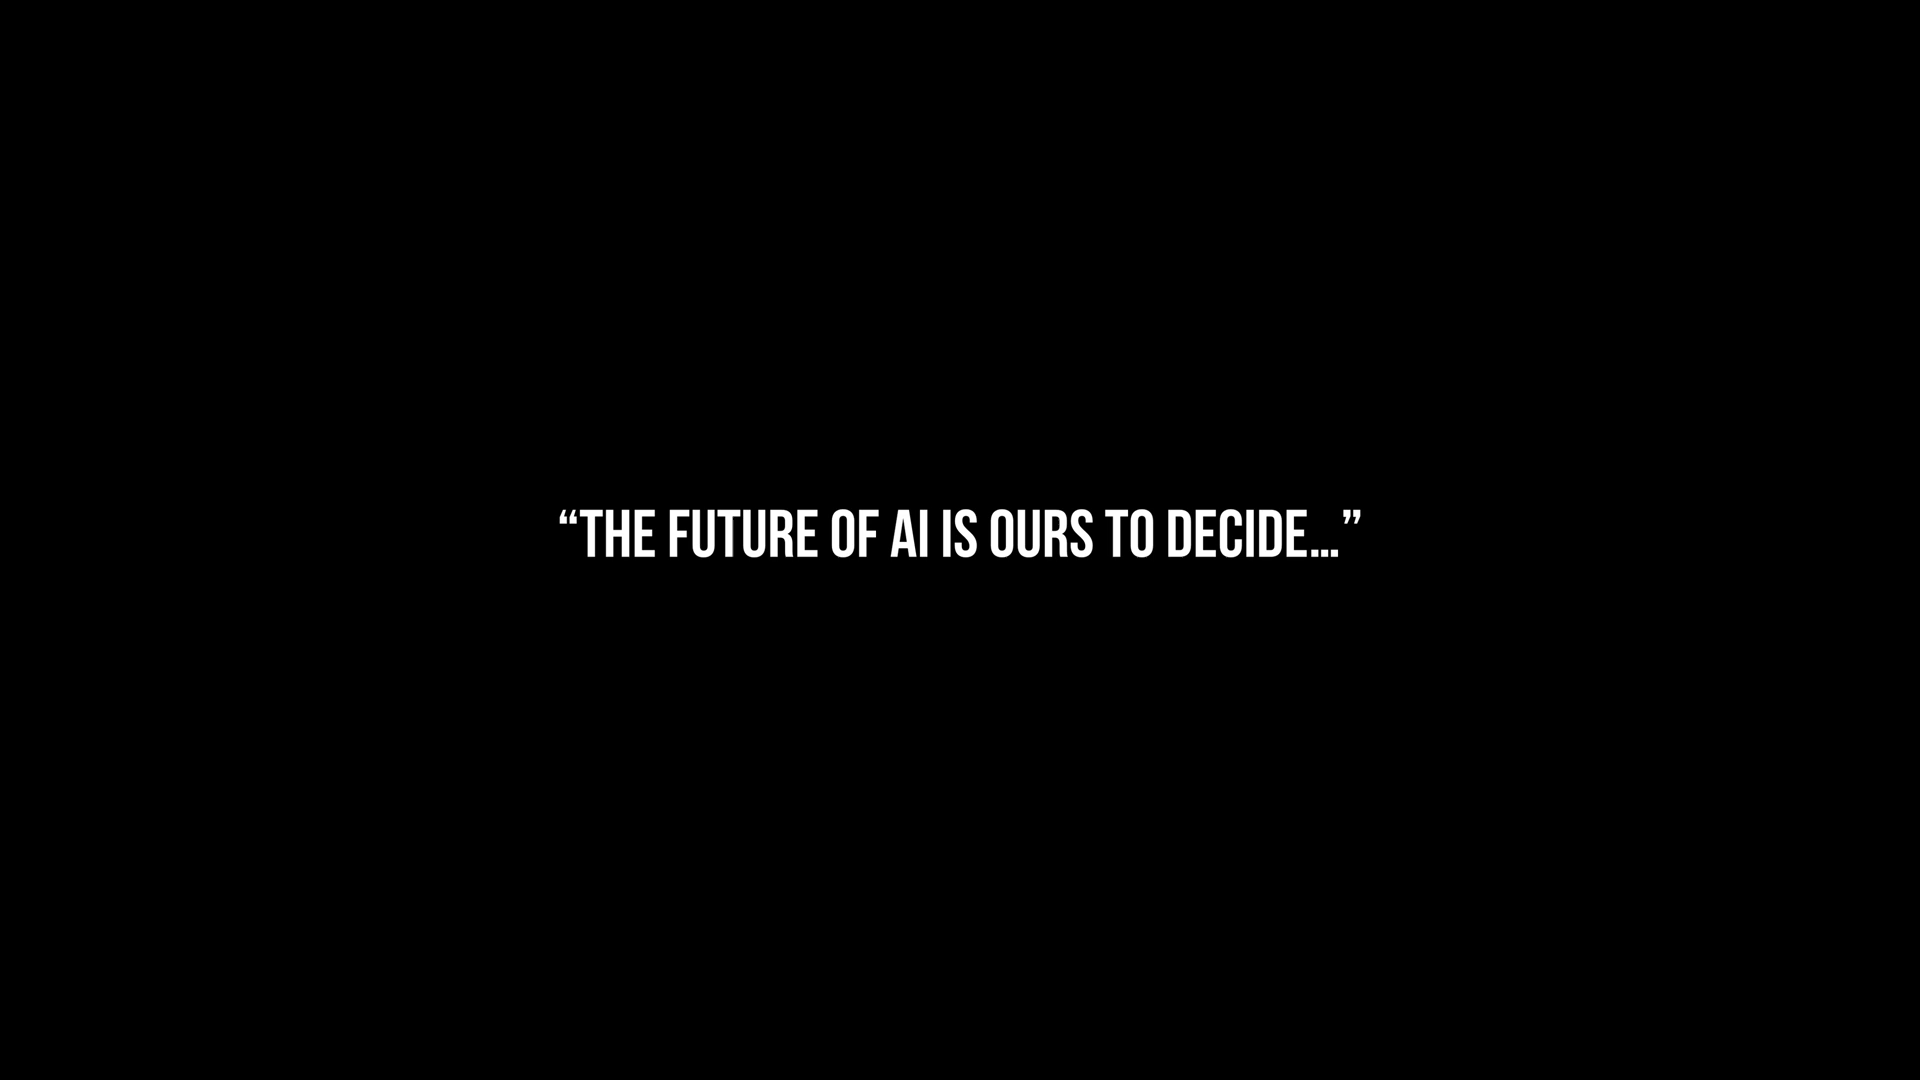 “THE FUTURE OF AI IS OURS TO DECIDE...”